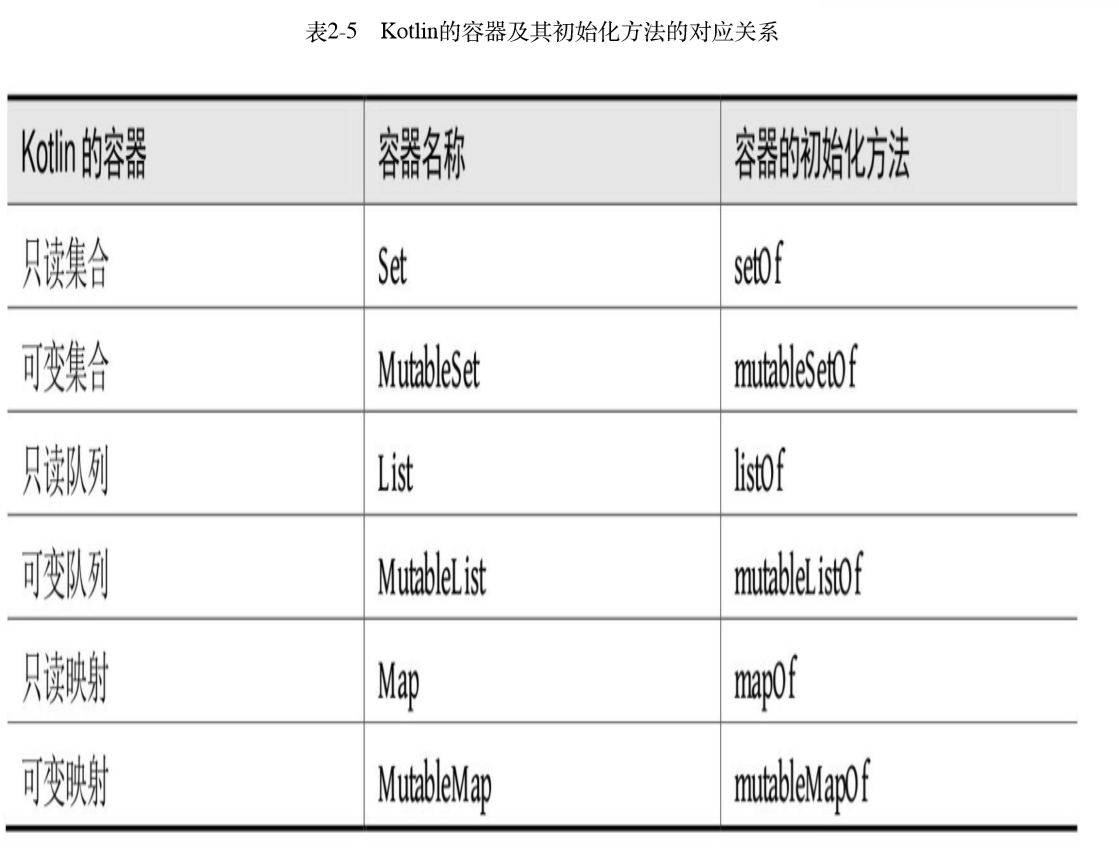 表2-5 Kotlin的容器及其初始化方法的对应关系
Kotlin 的容器 容器名称 容器的初始化方法
只读集合 Set setOf
可变集合 MutableSet mutableSetOf
只读队列 List listOf
可变队列 MutableList mutableListOf
只读映射 Map mapOf
可变映射 MutableMap mutableMapOf